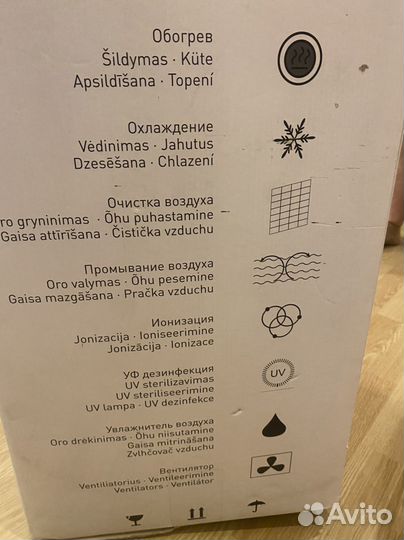 Обогрев
Šildymas · Küte
Apsildīšana · Topení
Охлаждение
Vėdinimas · Jahutus
Dzesēšana · Chlazení
Очистка воздуха
gryninimas · Õhu puhastamine
Gaisa attīrīšana · Čistička vzduchu
Промывание воздуха
Oro valymas · Õhu pesemine
Gaisa mazgāšana · Pračka vzduchu
Ионизация
Jonizacija · Ioniseerimine
Jonizācija · Ionizace
УФ дезинфекция
UV sterilizavimas
UV steriliseerimine
UV lampa · UV dezinfekce
UV
Увлажнитель воздуха
Oro drėkinimas · Õhu niisutamine
Gaisa mitrināšana
Zvlhčovač vzduchu
Вентилятор
Ventiliatorius · Ventileerimine
Ventilators · Ventilátor
Avito